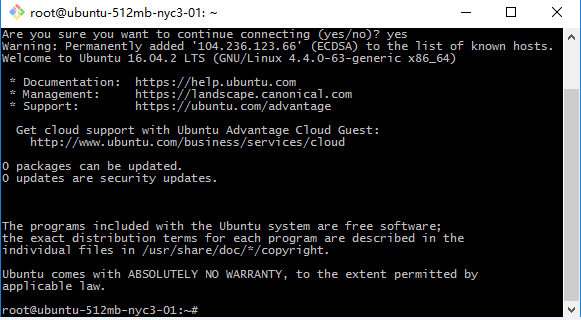 root@ubuntu-512mb-nyc3-01: ~
Are you sure you want to continue connecting (yes/no)? yes
Warning: Permanently added '104.236.123.66' (ECDSA) to the list of known hosts.
Welcome to Ubuntu 16.04.2 LTS (GNU/Linux 4.4.0-63-generic x86_64)
* Documentation:  https://help.ubuntu.com
* Management:     https://landscape.canonical.com
* Support:        https://ubuntu.com/advantage
Get cloud support with Ubuntu Advantage Cloud Guest:
http://www.ubuntu.com/business/services/cloud
0 packages can be updated.
0 updates are security updates.
The programs included with the Ubuntu system are free software;
the exact distribution terms for each program are described in the
individual files in /usr/share/doc/*/copyright.
Ubuntu comes with ABSOLUTELY NO WARRANTY, to the extent permitted by
applicable law.
root@ubuntu-512mb-nyc3-01:~#